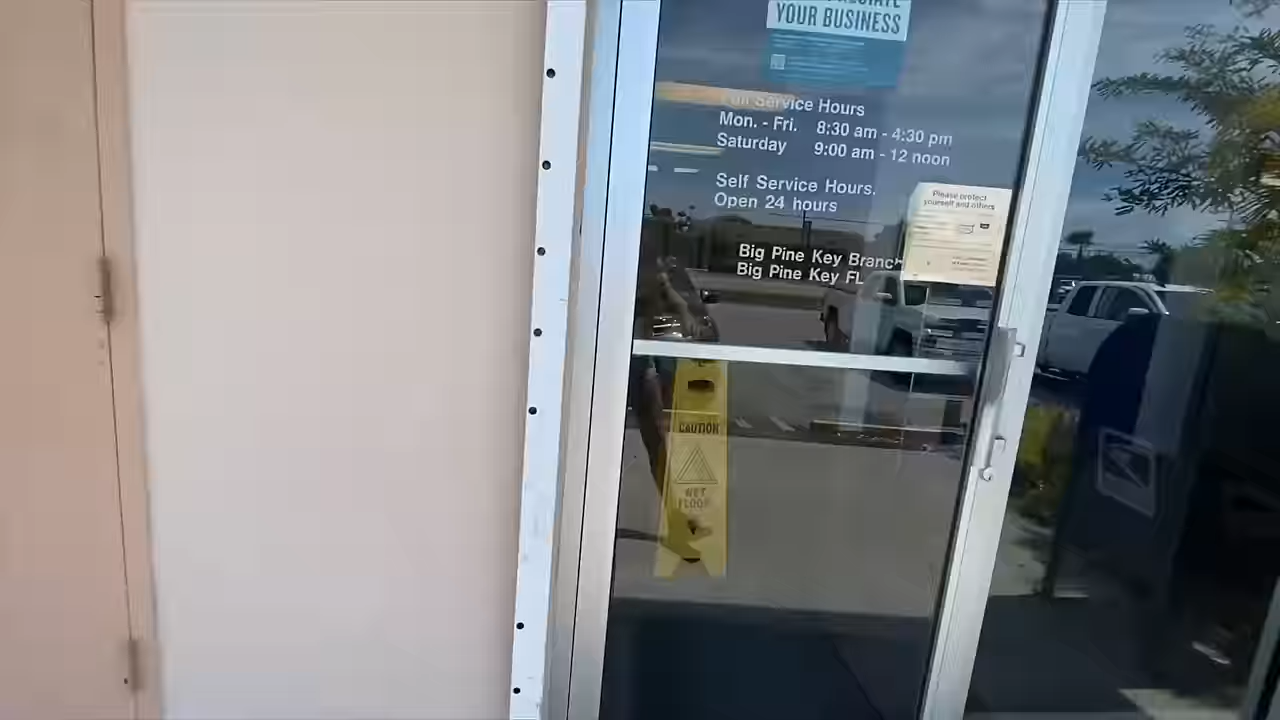 YOUR BUSINESS
Full Service Hours
Mon. - Fri. 8:30 am - 4:30 pm
Saturday 9:00 am - 12 noon
Self Service Hours.
Open 24 hours
Please protect
yourself and others
Big Pine Key Branch
Big Pine Key FL
CAUTION
WET
FLOOR